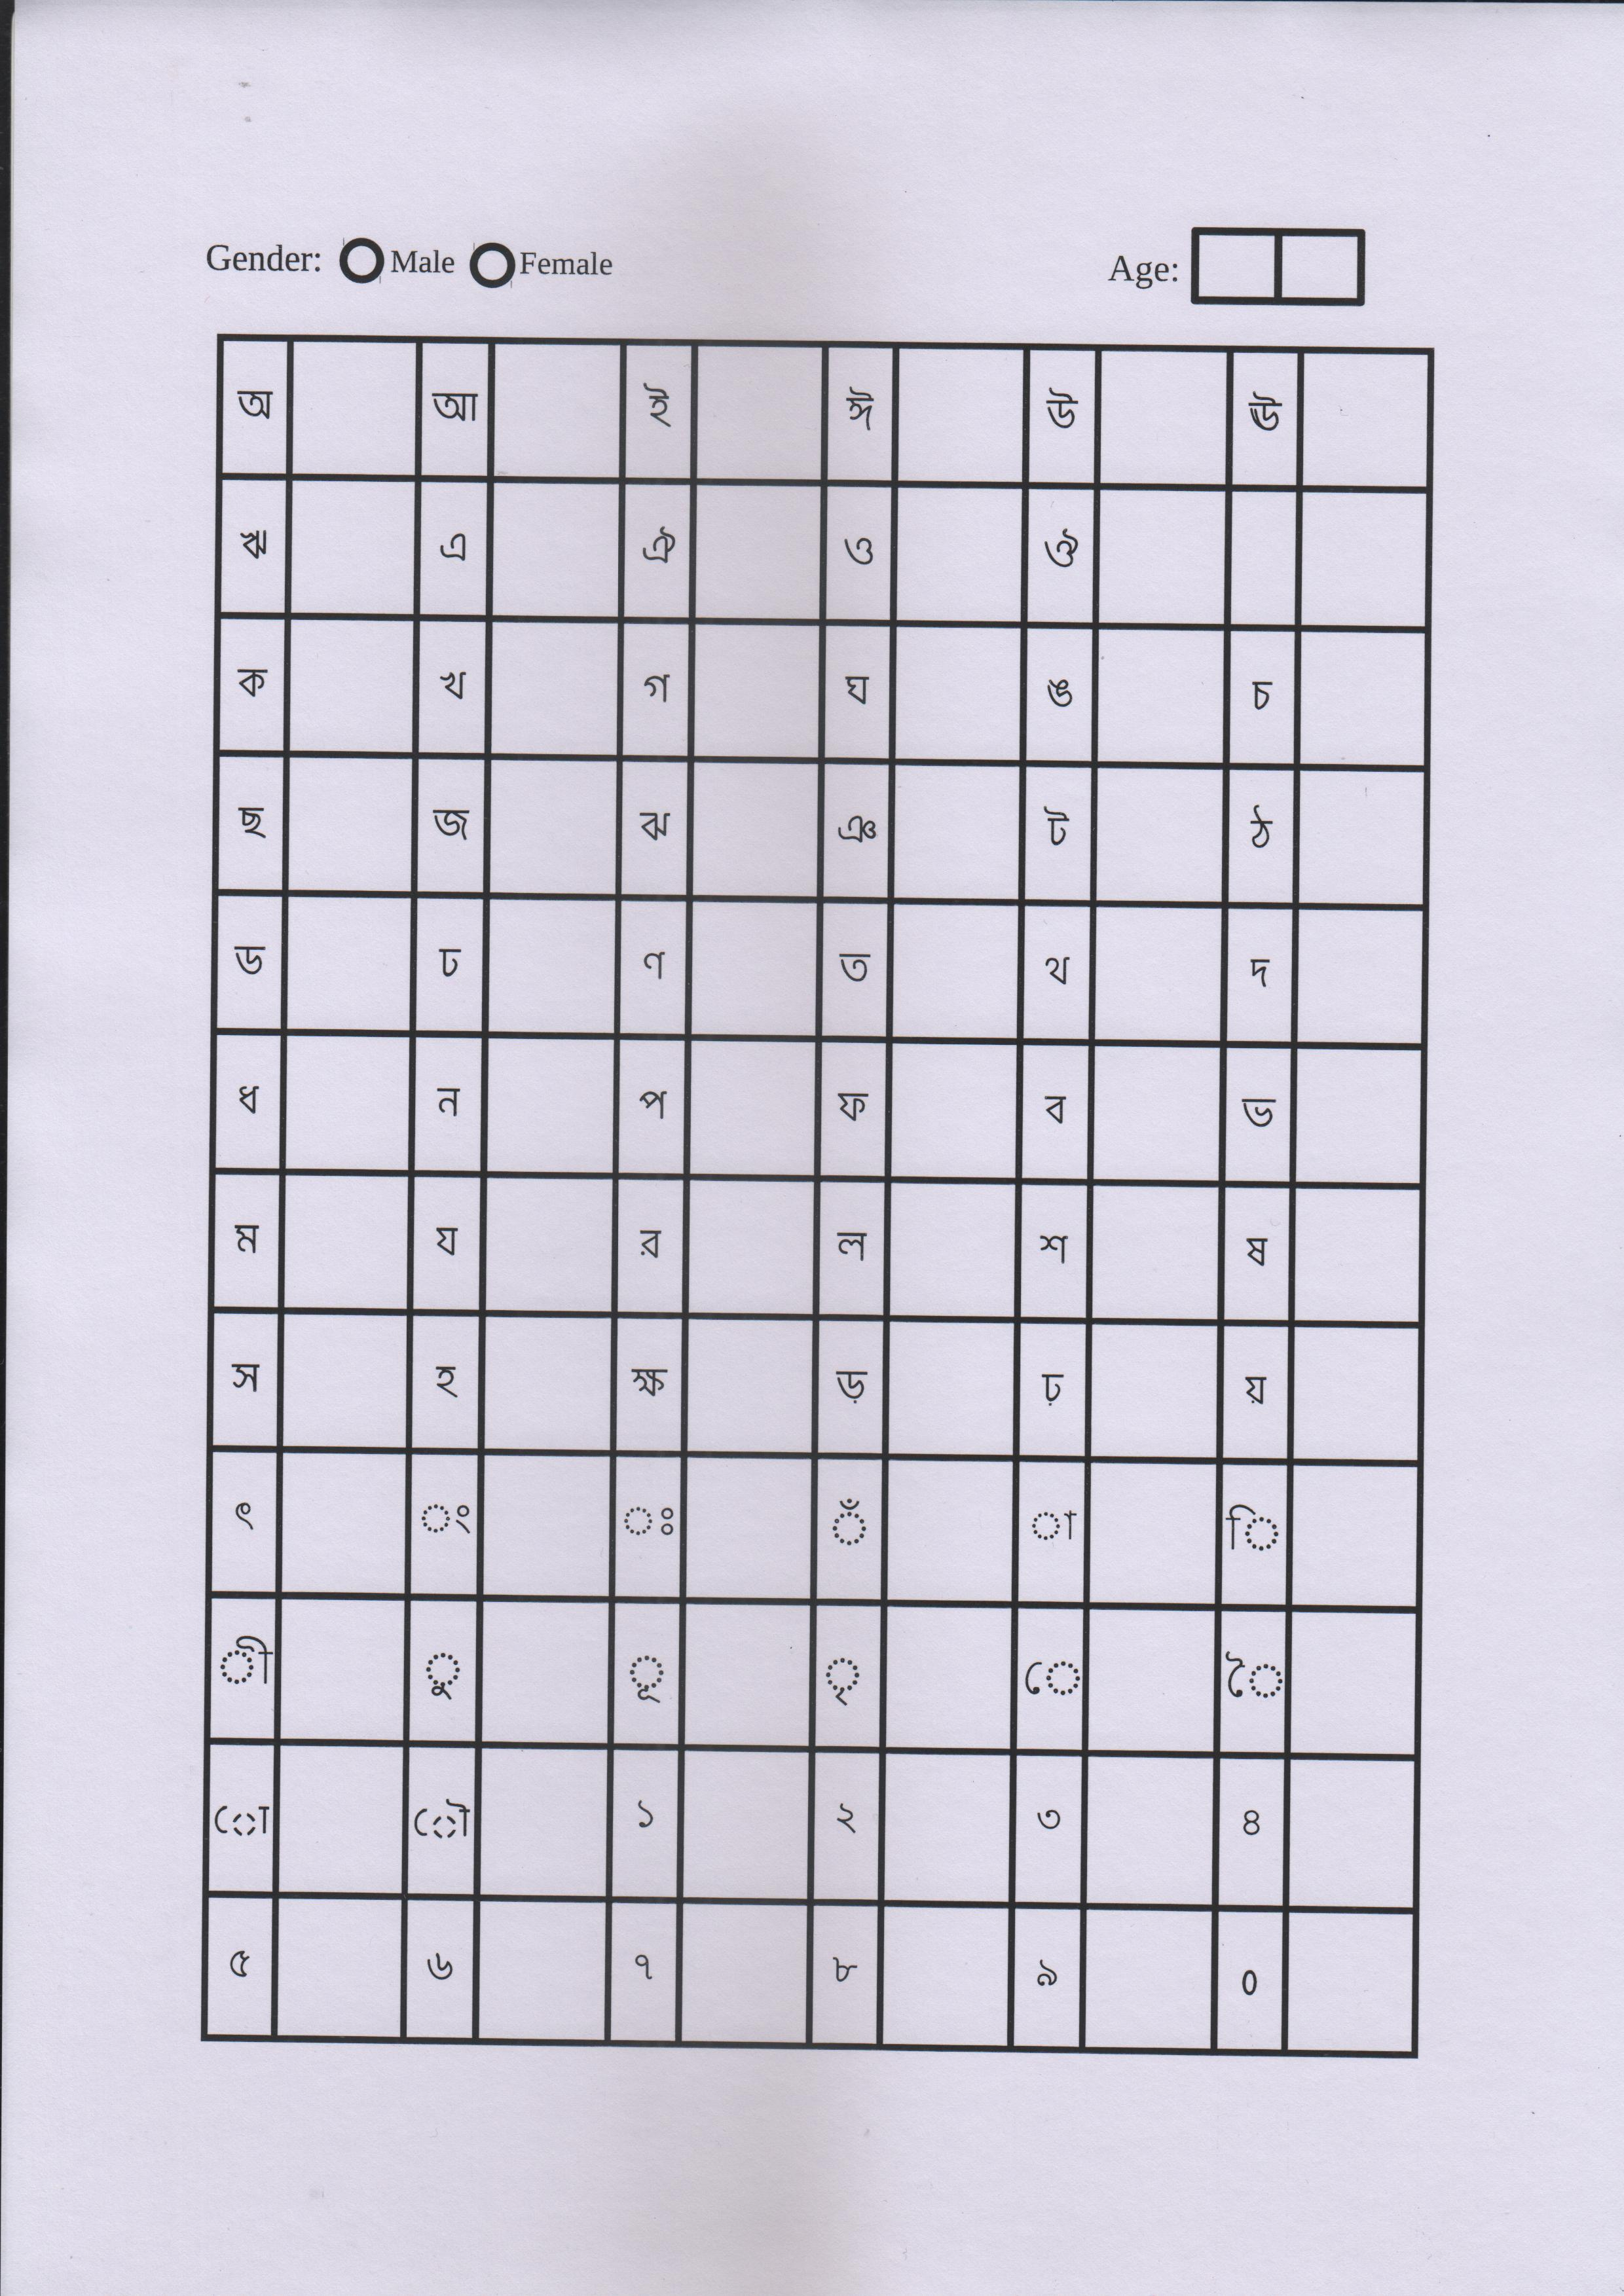 Gender: Male Female Age:
অ আ ই ঈ উ ঊ
ঋ এ ঐ ও ঔ
ক খ গ ঘ ঙ চ
ছ জ ঝ ঞ ট ঠ
ড ঢ ণ ত থ দ
ধ ন প ফ ব ভ
ম য র ল শ ষ
স হ ক্ষ ড় ঢ় য়
ৎ ং ঃ ঁ া ি
ী ু ূ ৃ ে ৈ
ো ৌ ১ ২ ৩ ৪
৫ ৬ ৭ ৮ ৯ ০